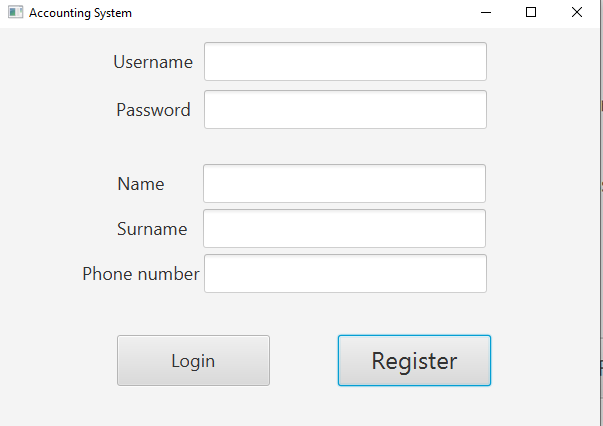 Accounting System
Username
Password
Name
Surname
Phone number
Login
Register